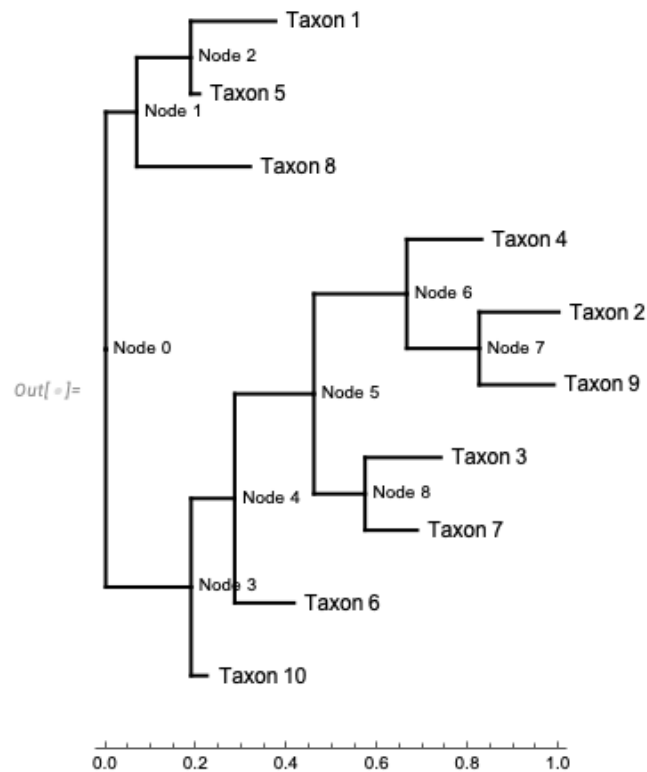 Taxon 1
Node 2
Taxon 5
Node 1
Taxon 8
Taxon 4
Node 6
Taxon 2
Node 0
Node 7
Out[ ]=
Taxon 9
Node 5
Taxon 3
Node 8
Node 4
Taxon 7
Node 3
Taxon 6
Taxon 10
0.0 0.2 0.4 0.6 0.8 1.0